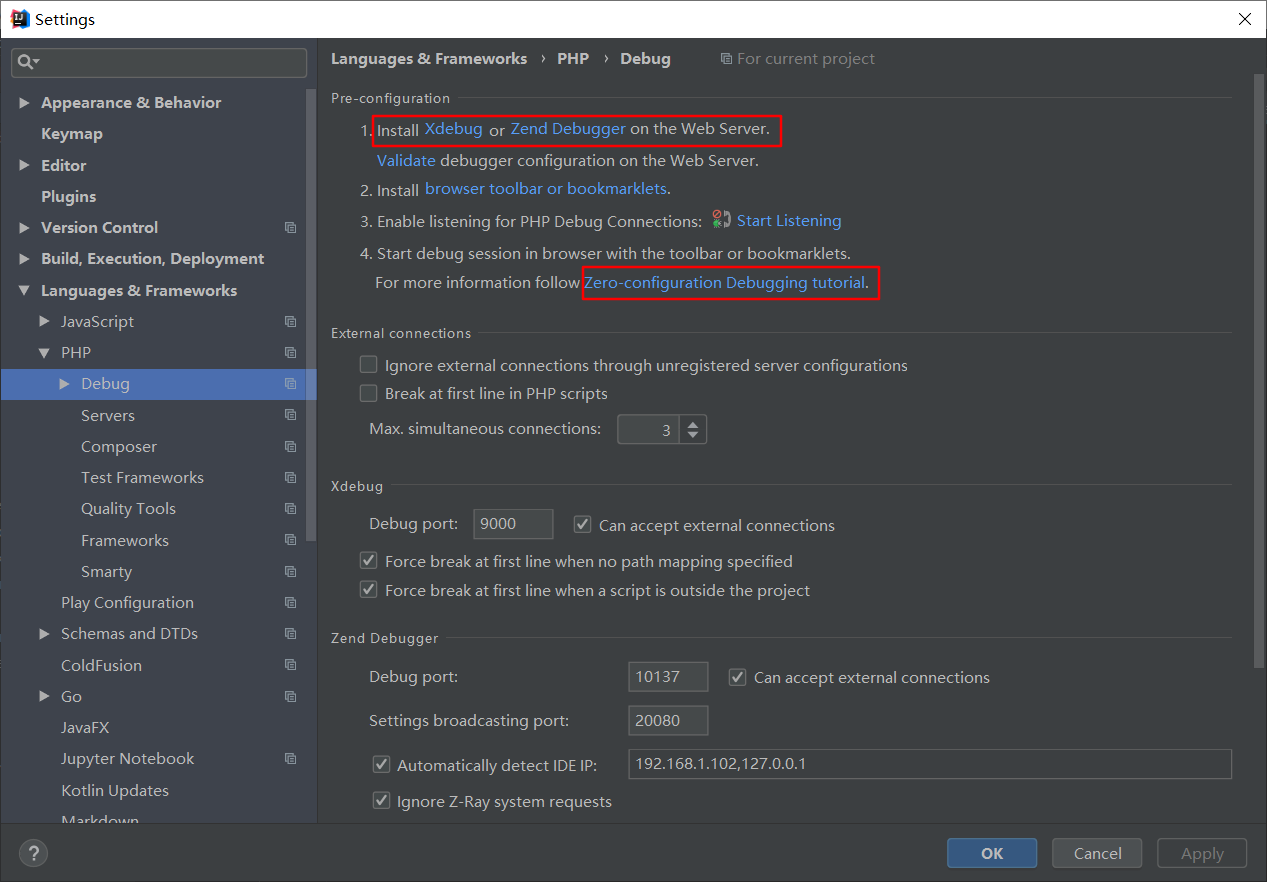 Settings
Languages & Frameworks › PHP › Debug For current project
Appearance & Behavior
Keymap
Editor
Plugins
Version Control
Build, Execution, Deployment
Languages & Frameworks
JavaScript
PHP
Debug
Servers
Composer
Test Frameworks
Quality Tools
Frameworks
Smarty
Play Configuration
Schemas and DTDs
ColdFusion
Go
JavaFX
Jupyter Notebook
Kotlin Updates
Markdown
Pre-configuration
1. Install Xdebug or Zend Debugger on the Web Server.
Validate debugger configuration on the Web Server.
2. Install browser toolbar or bookmarklets.
3. Enable listening for PHP Debug Connections: Start Listening
4. Start debug session in browser with the toolbar or bookmarklets.
For more information follow Zero-configuration Debugging tutorial.
External connections
Ignore external connections through unregistered server configurations
Break at first line in PHP scripts
Max. simultaneous connections: 3
Xdebug
Debug port: 9000 Can accept external connections
Force break at first line when no path mapping specified
Force break at first line when a script is outside the project
Zend Debugger
Debug port: 10137 Can accept external connections
Settings broadcasting port: 20080
Automatically detect IDE IP: 192.168.1.102,127.0.0.1
Ignore Z-Ray system requests
? OK Cancel Apply